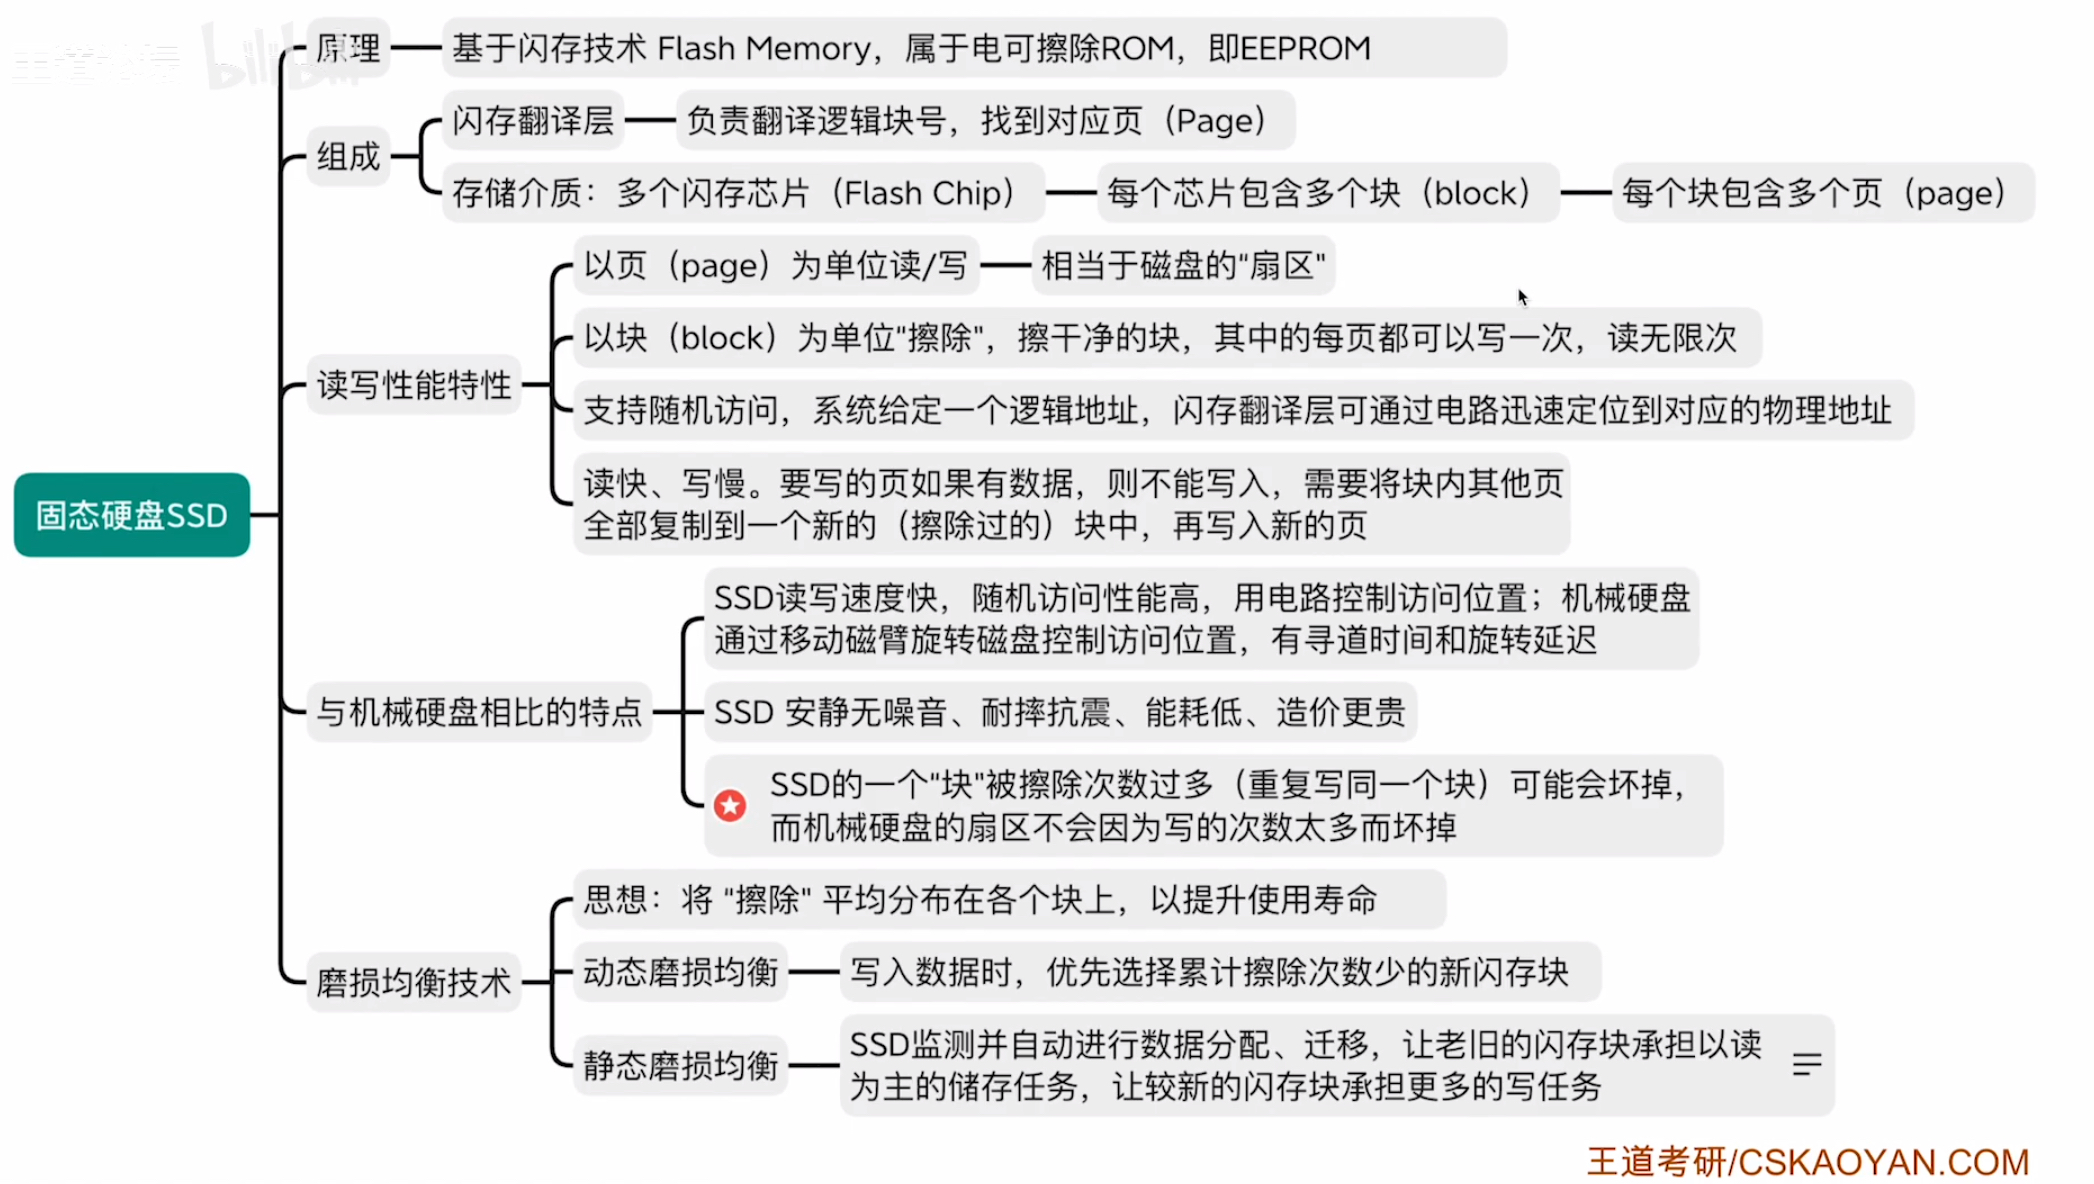 原理
基于闪存技术 Flash Memory，属于电可擦除ROM，即EEPROM
组成
闪存翻译层
负责翻译逻辑块号，找到对应页（Page）
存储介质：多个闪存芯片（Flash Chip）
每个芯片包含多个块（block）
每个块包含多个页（page）
读写性能特性
以页（page）为单位读/写
相当于磁盘的"扇区"
以块（block）为单位"擦除"，擦干净的块，其中的每页都可以写一次，读无限次
支持随机访问，系统给定一个逻辑地址，闪存翻译层可通过电路迅速定位到对应的物理地址
读快、写慢。要写的页如果有数据，则不能写入，需要将块内其他页
全部复制到一个新的（擦除过的）块中，再写入新的页
固态硬盘SSD
与机械硬盘相比的特点
SSD读写速度快，随机访问性能高，用电路控制访问位置；机械硬盘
通过移动磁臂旋转磁盘控制访问位置，有寻道时间和旋转延迟
SSD 安静无噪音、耐摔抗震、能耗低、造价更贵
SSD的一个"块"被擦除次数过多（重复写同一个块）可能会坏掉，
而机械硬盘的扇区不会因为写的次数太多而坏掉
磨损均衡技术
思想：将 "擦除" 平均分布在各个块上，以提升使用寿命
动态磨损均衡
写入数据时，优先选择累计擦除次数少的新闪存块
静态磨损均衡
SSD监测并自动进行数据分配、迁移，让老旧的闪存块承担以读
为主的储存任务，让较新的闪存块承担更多的写任务
王道考研/CSKAOYAN.COM